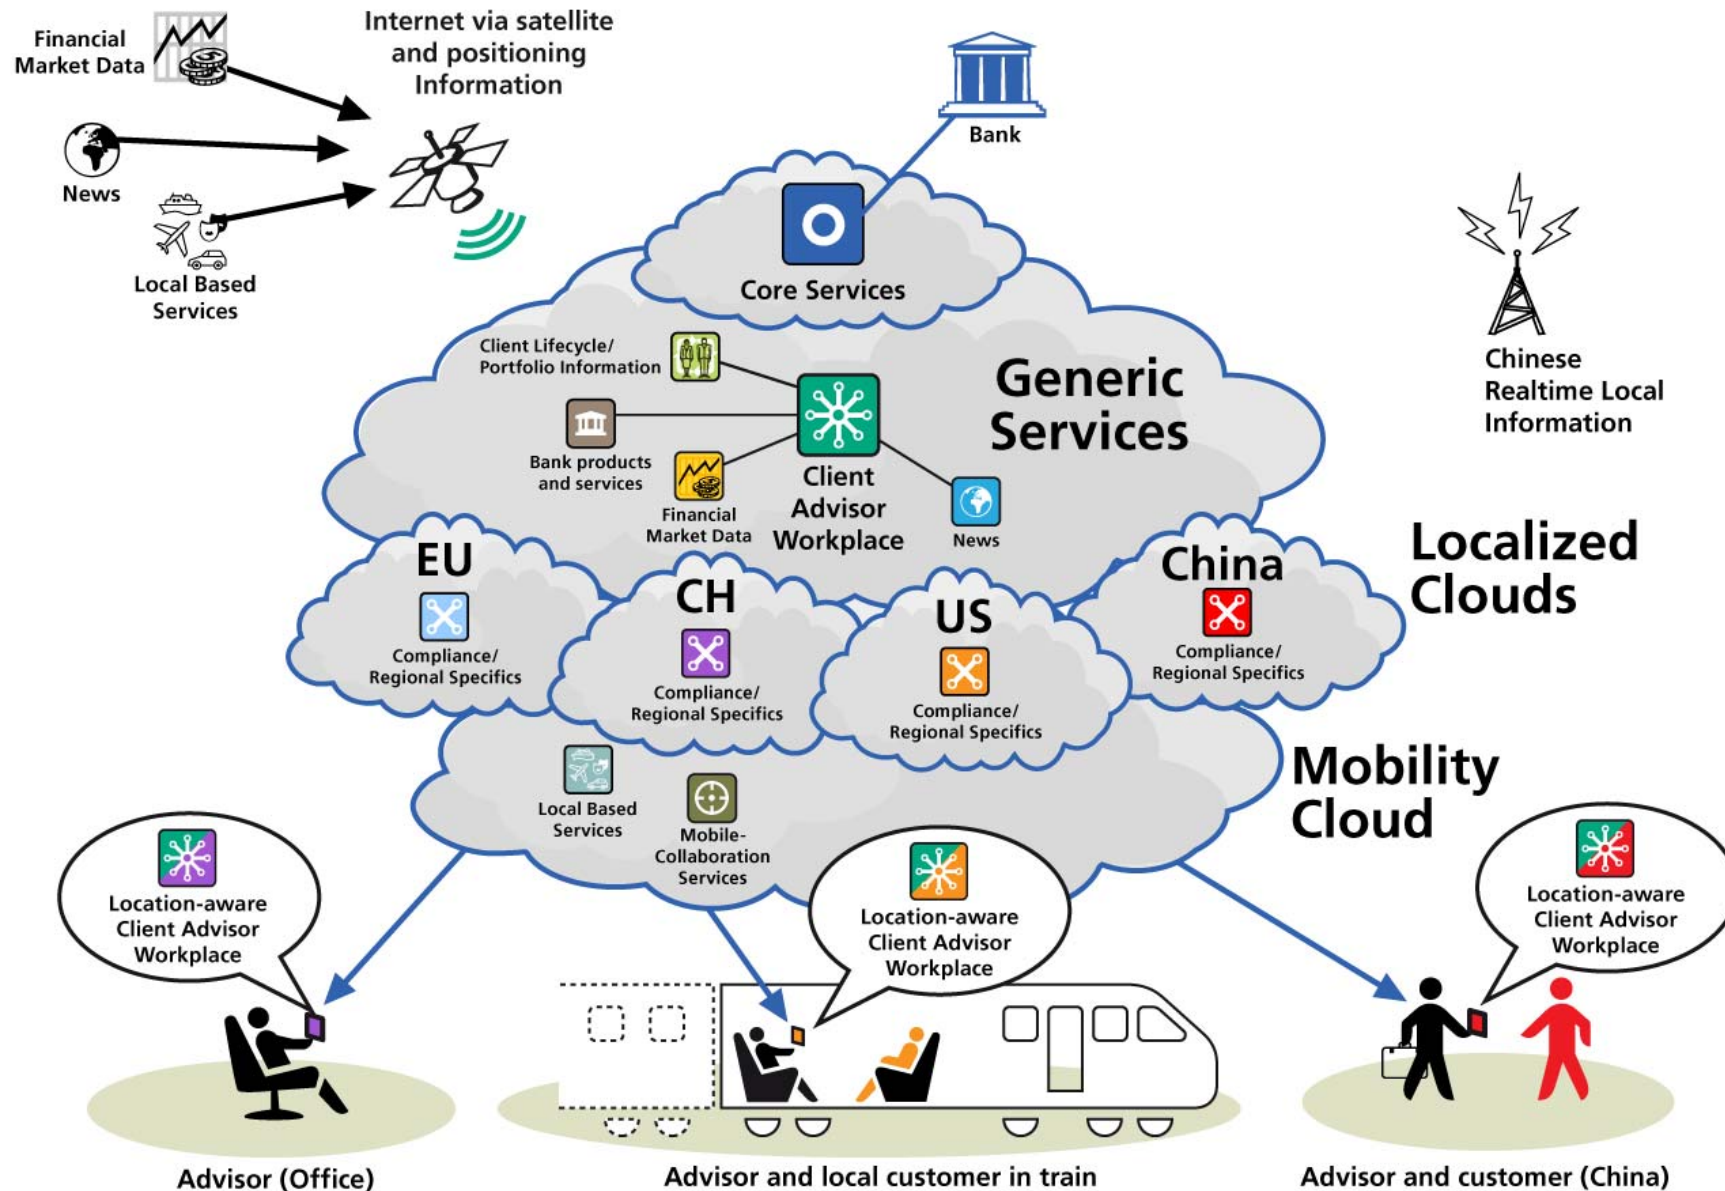 Financial
Market Data
Internet via satellite
and positioning
Information
News
Local Based
Services
Bank
Core Services
Chinese
Realtime Local
Information
Generic
Services
Client Lifecycle/
Portfolio Information
Bank products
and services
Financial
Market Data
Client
Advisor
Workplace
News
Localized
Clouds
EU
Compliance/
Regional Specifics
CH
Compliance/
Regional Specifics
US
Compliance/
Regional Specifics
China
Compliance/
Regional Specifics
Mobility
Cloud
Local Based
Services
Mobile-
Collaboration
Services
Location-aware
Client Advisor
Workplace
Location-aware
Client Advisor
Workplace
Location-aware
Client Advisor
Workplace
Advisor (Office)
Advisor and local customer in train
Advisor and customer (China)